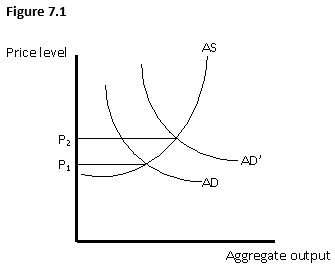 Figure 7.1
Price level
AS
P₂
P₁
AD'
AD
Aggregate output